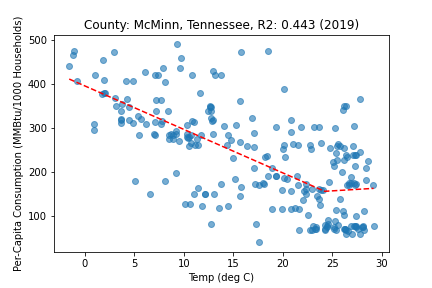 County: McMinn, Tennessee, R2: 0.443 (2019)
Per-Capita Consumption (MMBtu/1000 Households)
500
400
300
200
100
0 5 10 15 20 25 30
Temp (deg C)